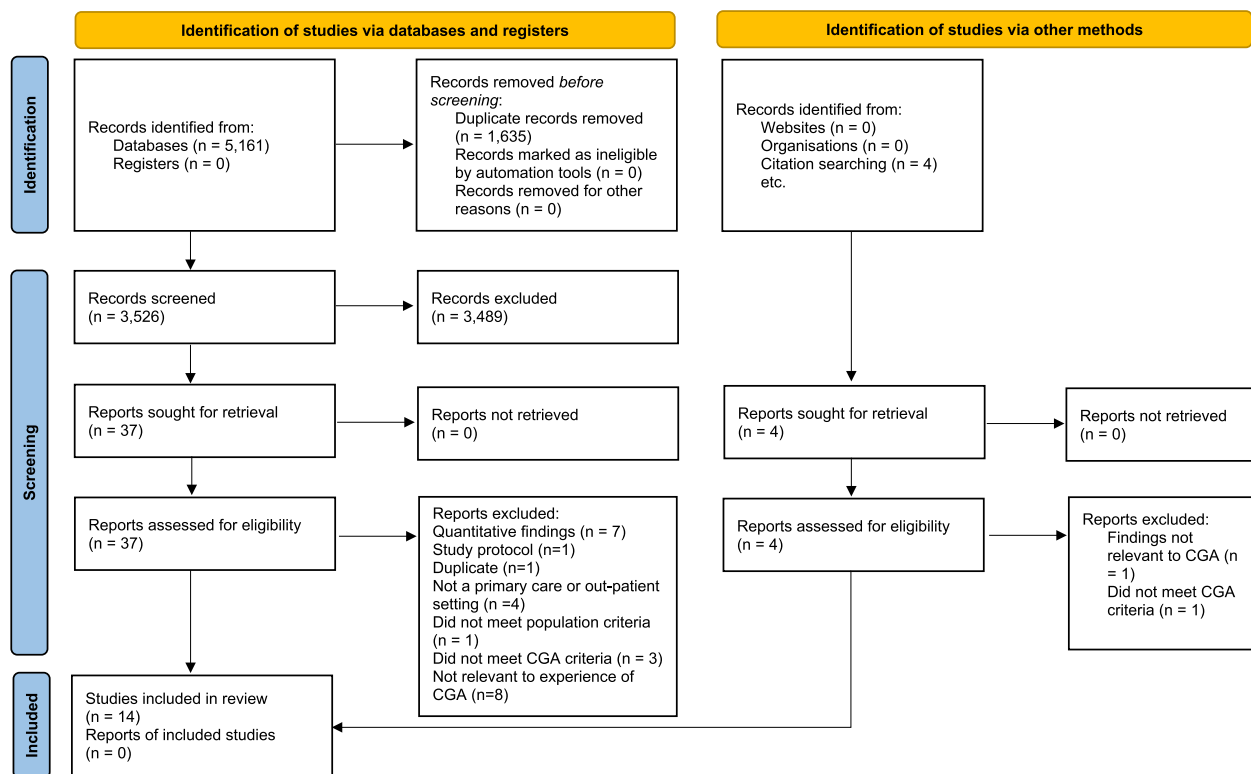 Identification of studies via databases and registers
Identification of studies via other methods
Identification
Records identified from:
Databases (n = 5,161)
Registers (n = 0)
Records removed before
screening:
Duplicate records removed
(n = 1,635)
Records marked as ineligible
by automation tools (n = 0)
Records removed for other
reasons (n = 0)
Records identified from:
Websites (n = 0)
Organisations (n = 0)
Citation searching (n = 4)
etc.
Screening
Records screened
(n = 3,526)
Records excluded
(n = 3,489)
Reports sought for retrieval
(n = 37)
Reports not retrieved
(n = 0)
Reports sought for retrieval
(n = 4)
Reports not retrieved
(n = 0)
Reports assessed for eligibility
(n = 37)
Reports excluded:
Quantitative findings (n = 7)
Study protocol (n=1)
Duplicate (n=1)
Not a primary care or out-patient
setting (n =4)
Did not meet population criteria
(n = 1)
Did not meet CGA criteria (n = 3)
Not relevant to experience of
CGA (n=8)
Reports assessed for eligibility
(n = 4)
Reports excluded:
Findings not
relevant to CGA (n
= 1)
Did not meet CGA
criteria (n = 1)
Included
Studies included in review
(n = 14)
Reports of included studies
(n = 0)